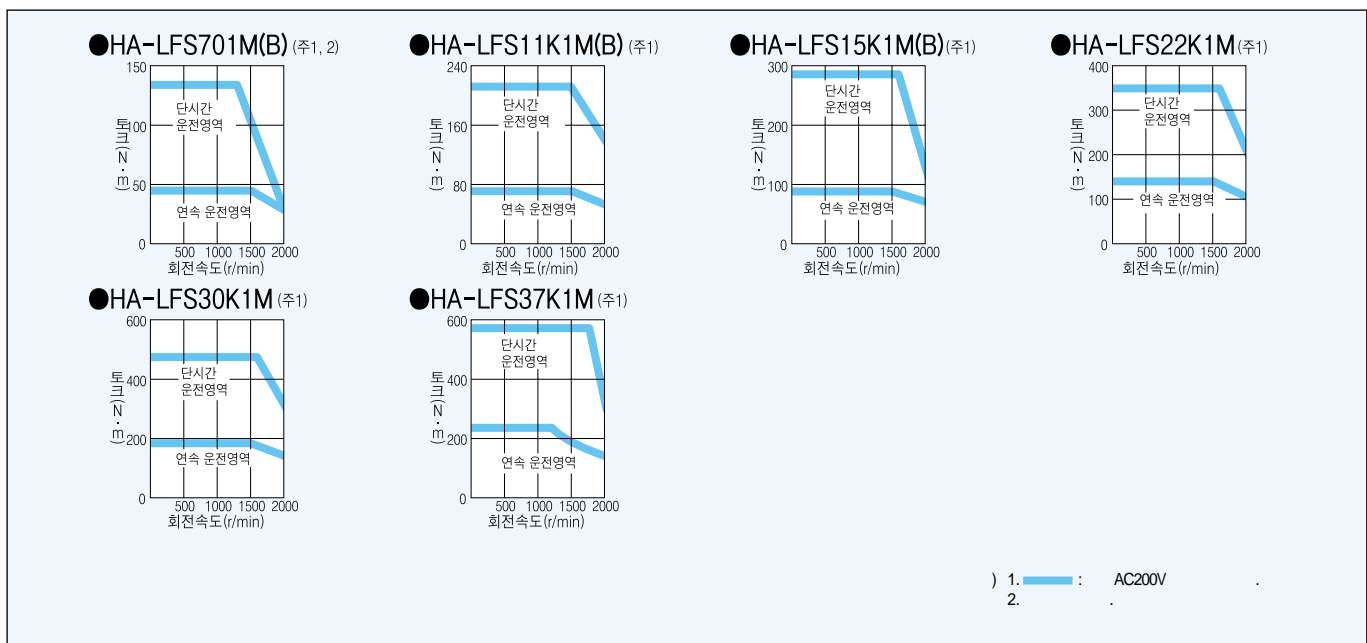 ●HA-LFS701M(B) (주1, 2)
150
100
50
0
토크(N・m)
단시간
운전영역
연속 운전영역
500 1000 1500 2000
회전속도(r/min)
●HA-LFS11K1M(B) (주1)
240
160
80
0
토크(N・m)
단시간
운전영역
연속 운전영역
500 1000 1500 2000
회전속도(r/min)
●HA-LFS15K1M(B) (주1)
300
200
100
0
토크(N・m)
단시간
운전영역
연속 운전영역
500 1000 1500 2000
회전속도(r/min)
●HA-LFS22K1M (주1)
400
300
200
100
0
토크(N・m)
단시간
운전영역
연속 운전영역
500 1000 1500 2000
회전속도(r/min)
●HA-LFS30K1M (주1)
600
400
200
0
토크(N・m)
단시간
운전영역
연속 운전영역
500 1000 1500 2000
회전속도(r/min)
●HA-LFS37K1M (주1)
600
400
200
0
토크(N・m)
단시간
운전영역
연속 운전영역
500 1000 1500 2000
회전속도(r/min)
) 1. : AC200V .
2. .